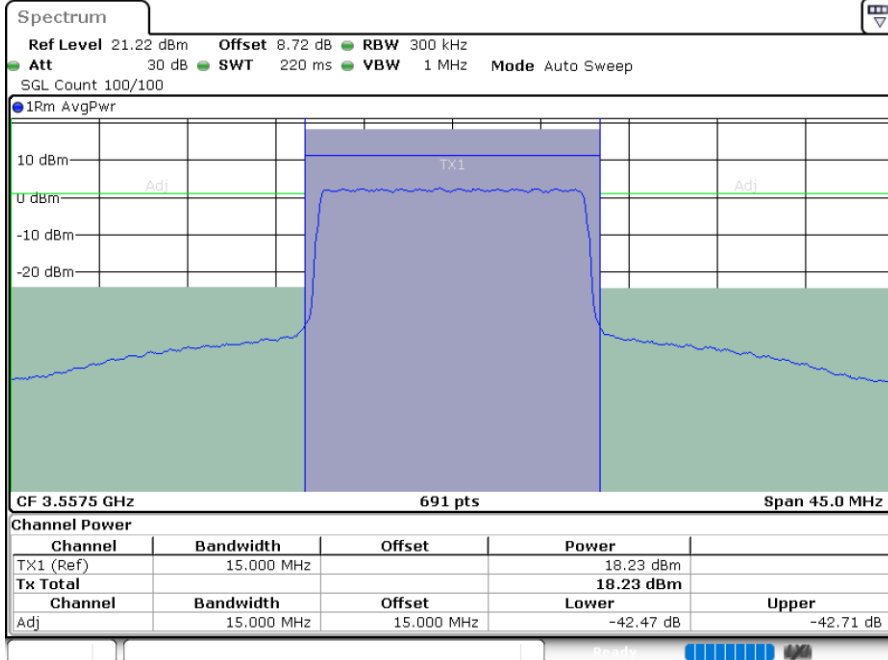 Spectrum
Ref Level 21.22 dBm Offset 8.72 dB RBW 300 kHz
Att 30 dB SWT 220 ms VBW 1 MHz Mode Auto Sweep
SGL Count 100/100
1Rm AvgPwr
10 dBm
TX1
Adj Adj
0 dBm
-10 dBm
-20 dBm
CF 3.5575 GHz 691 pts Span 45.0 MHz
Channel Power
Channel Bandwidth Offset Power
TX1 (Ref) 15.000 MHz 18.23 dBm
Tx Total 18.23 dBm
Channel Bandwidth Offset Lower Upper
Adj 15.000 MHz 15.000 MHz -42.47 dB -42.71 dB
Ready